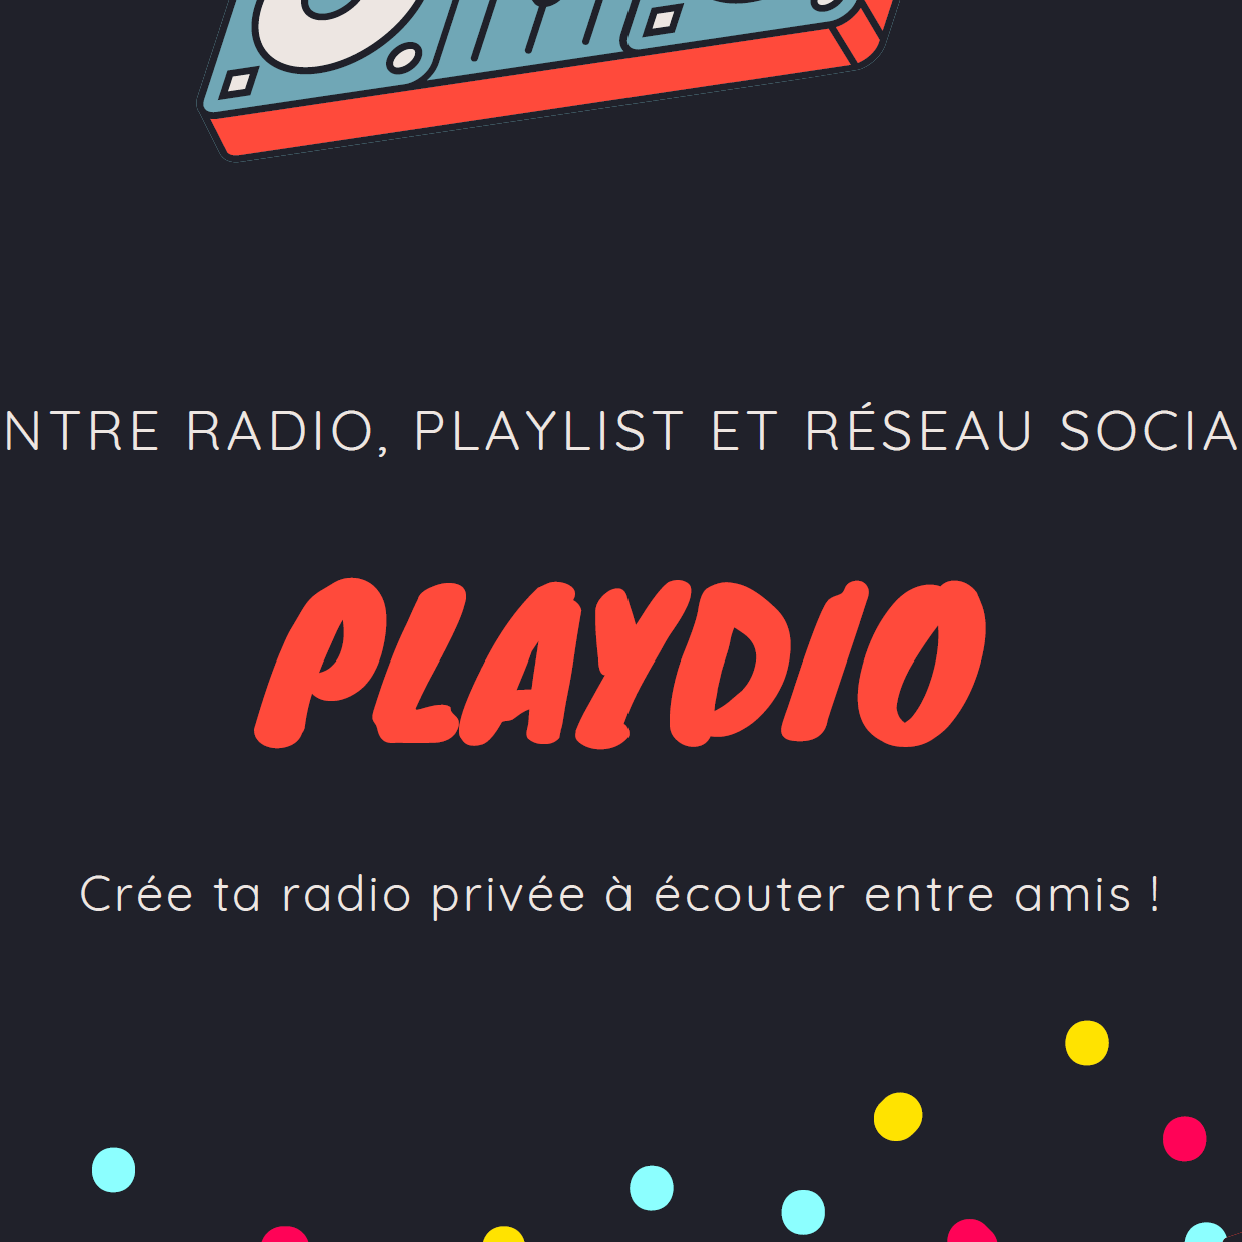 NTRE RADIO, PLAYLIST ET RÉSEAU SOCIA
PLAYDIO
Crée ta radio privée à écouter entre amis !